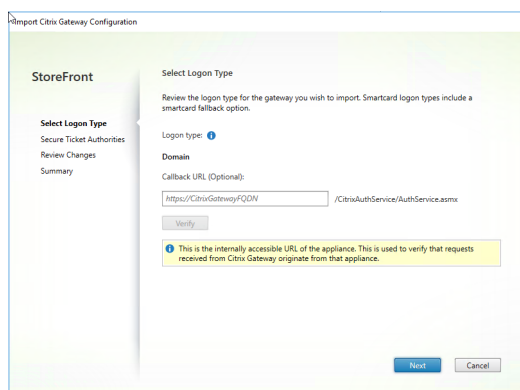 Import Citrix Gateway Configuration
StoreFront
Select Logon Type
Secure Ticket Authorities
Review Changes
Summary
Select Logon Type
Review the logon type for the gateway you wish to import. Smartcard logon types include a
smartcard fallback option.
Logon type:
Domain
Callback URL (Optional):
https://CitrixGatewayFQDN /CitrixAuthService/AuthService.asmx
Verify
This is the internally accessible URL of the appliance. This is used to verify that requests
received from Citrix Gateway originate from that appliance.
Next Cancel